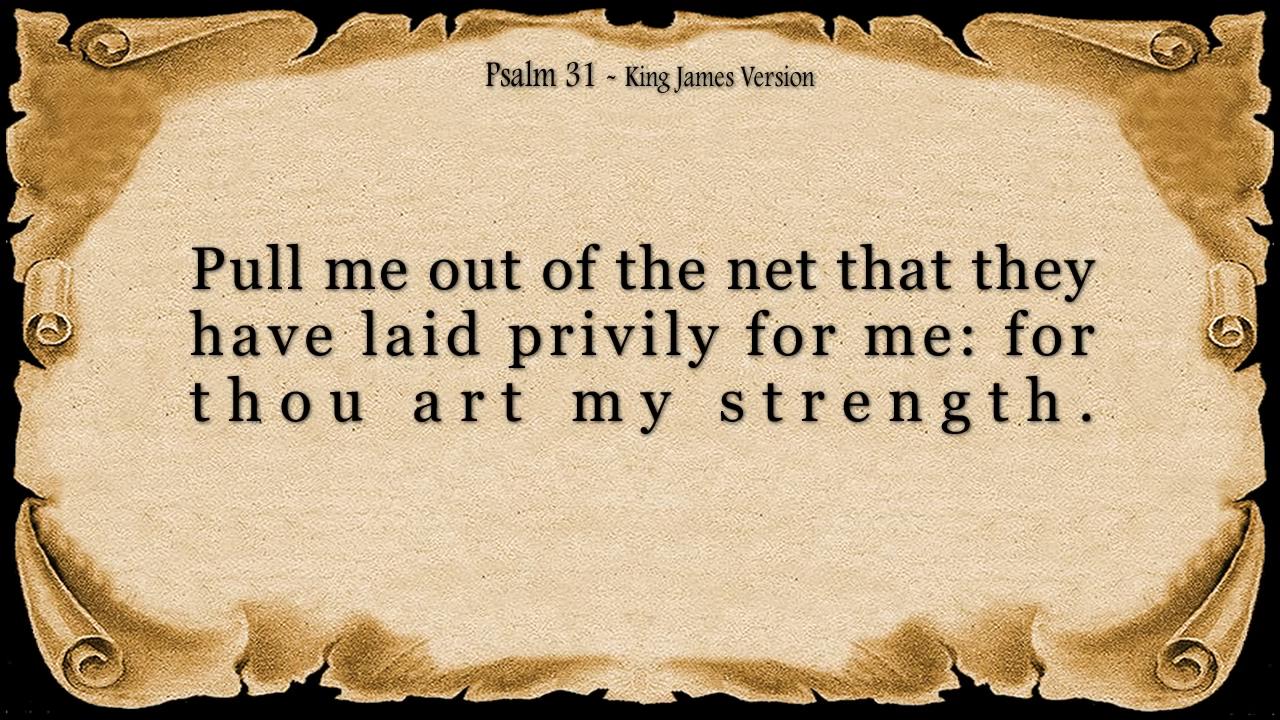 Psalm 31 - King James Version
Pull me out of the net that they
have laid privily for me: for
thou art my strength.